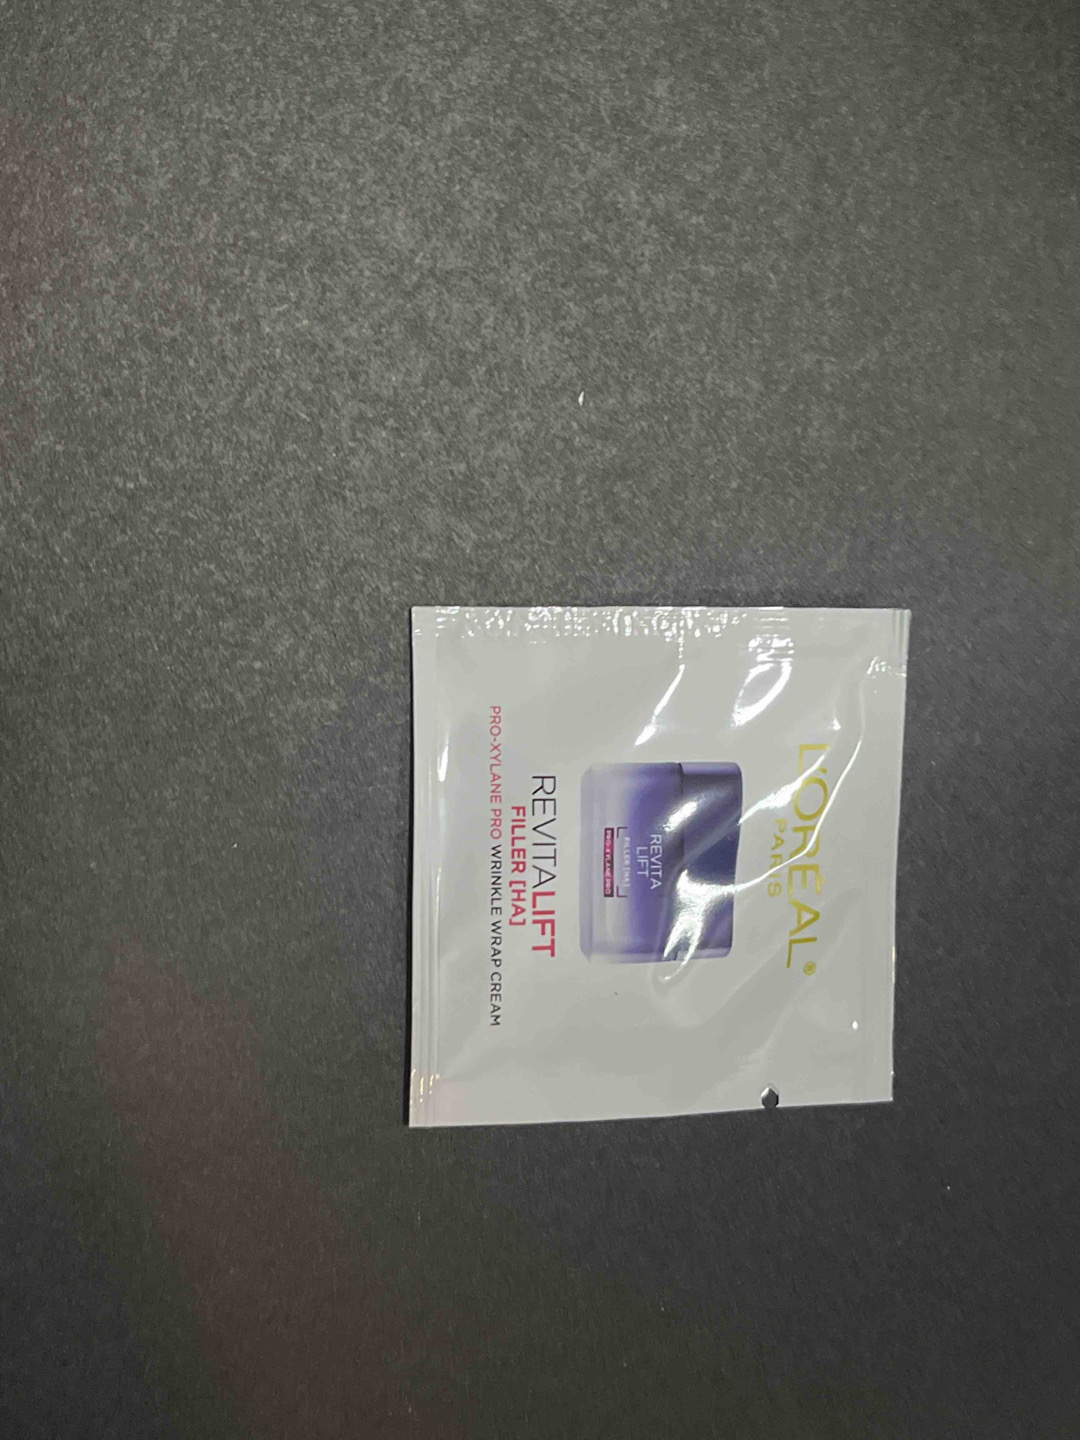 L'ORÉAL®
PARIS
REVITA
LIFT
FILLER [HA]
PRO-XYLANE PRO
REVITALIFT
FILLER [HA]
PRO-XYLANE PRO WRINKLE WRAP CREAM